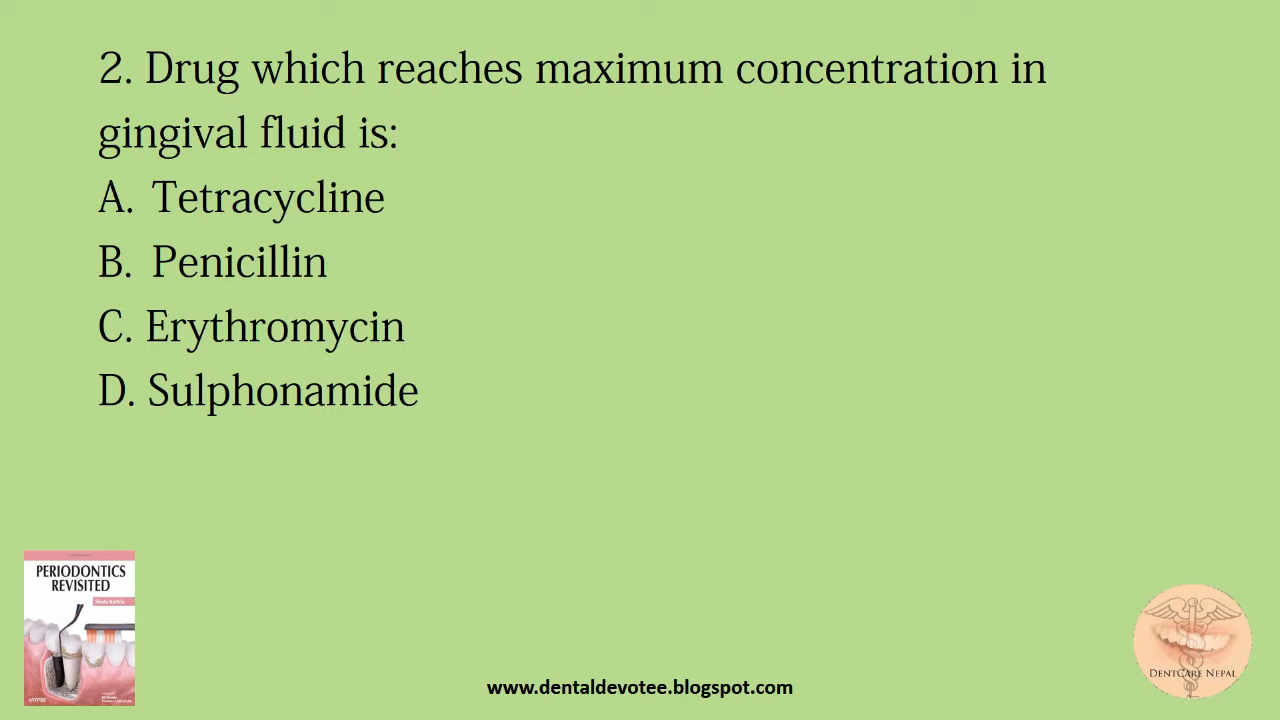 2. Drug which reaches maximum concentration in
gingival fluid is:
A. Tetracycline
B. Penicillin
C. Erythromycin
D. Sulphonamide
PERIODONTICS
REVISITED
DENTCARE NEPAL
www.dentaldevotee.blogspot.com